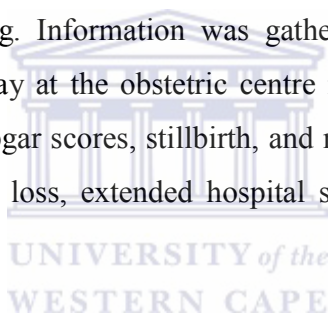 g. Information was gathe
ay at the obstetric centre
ogar scores, stillbirth, and
loss, extended hospital s
UNIVERSITY of the
WESTERN CAPE